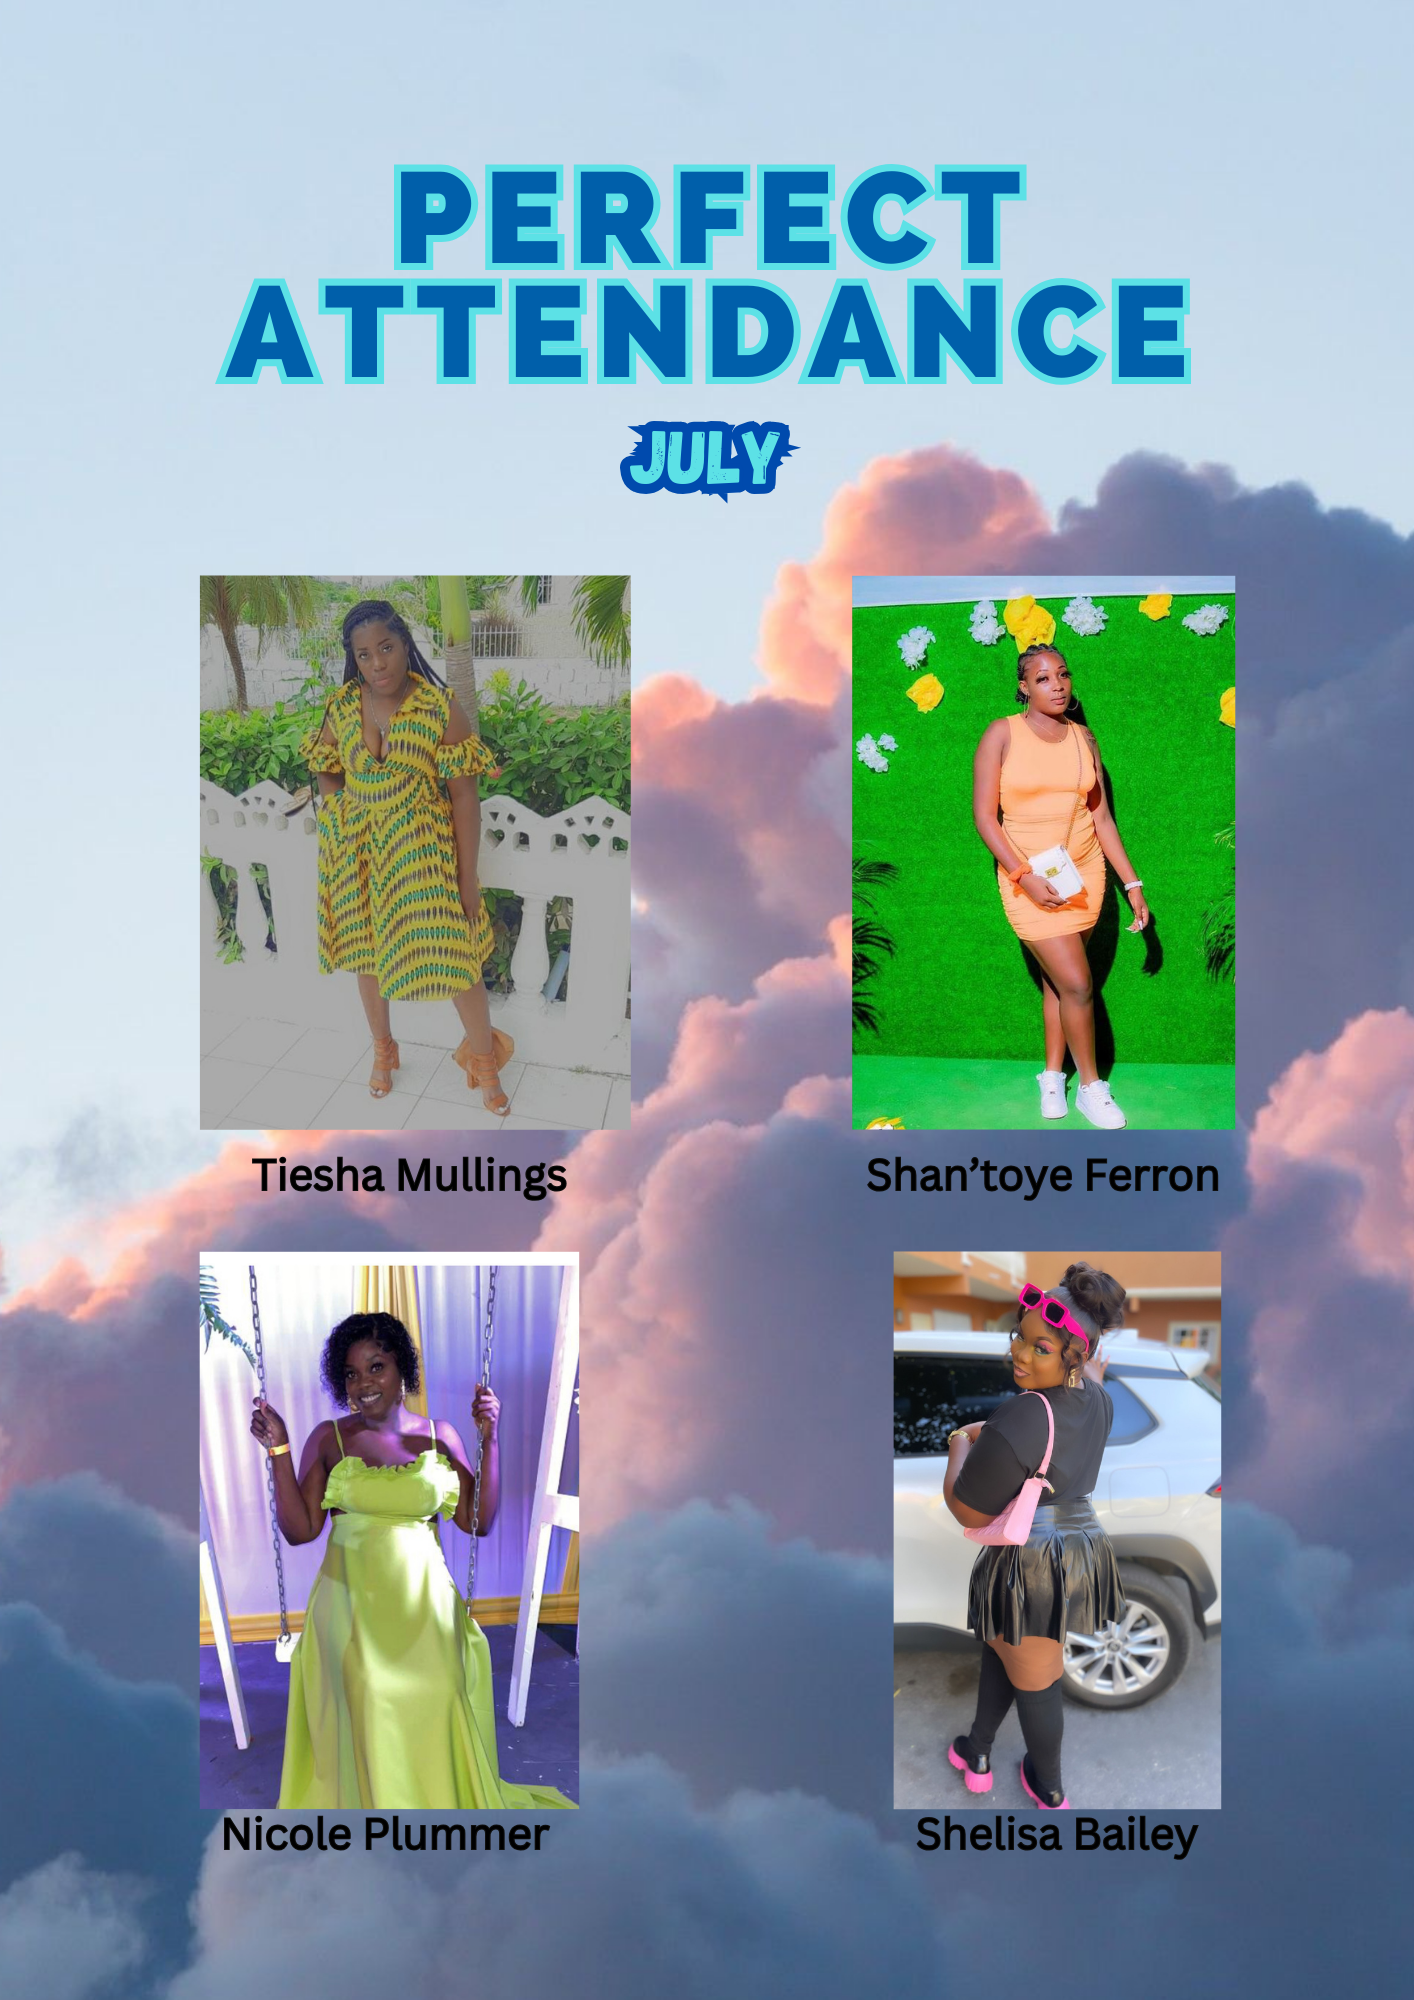 PERFECT
ATTENDANCE
JULY
Tiesha Mullings
Shan’toye Ferron
Nicole Plummer
Shelisa Bailey